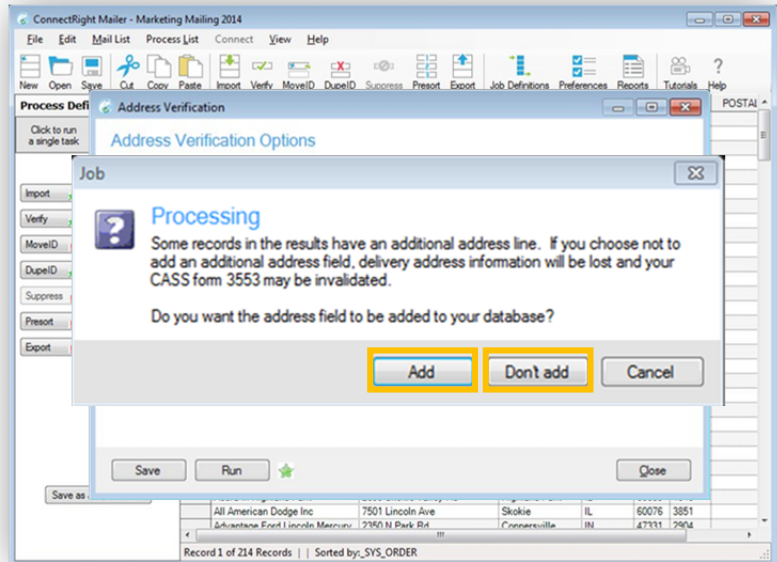 ConnectRight Mailer - Marketing Mailing 2014
File Edit Mail List Process List Connect View Help
New Open Save Cut Copy Paste Import Verify MoveID DupeID Suppress Presort Export Job Definitions Preferences Reports Tutorials Help
Process Defi
POSTAL
Click to run
a single task
Address Verification
Address Verification Options
Job
Import
Verify
MoveID
DupeID
Suppress
Presort
Export
Processing
Some records in the results have an additional address line. If you choose not to
add an additional address field, delivery address information will be lost and your
CASS form 3553 may be invalidated.
Do you want the address field to be added to your database?
Add Don't add Cancel
Save Run Close
Save as
All American Dodge Inc 7501 Lincoln Ave Skokie IL 60076 3851
Advantage Ford Lincoln Mercury 2350 N Park Rd Connersville IN 47331 2904
Record 1 of 214 Records | | Sorted by:_SYS_ORDER